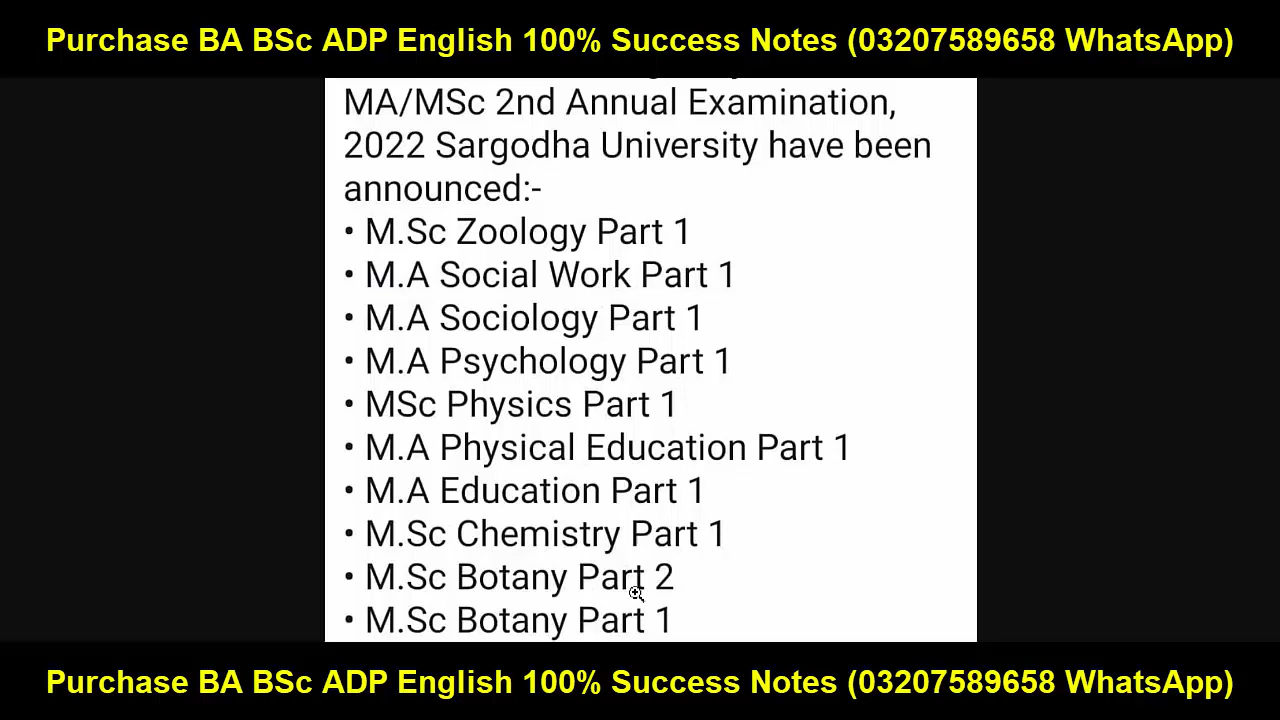 Purchase BA BSc ADP English 100% Success Notes (03207589658 WhatsApp)
MA/MSc 2nd Annual Examination,
2022 Sargodha University have been
announced:-
• M.Sc Zoology Part 1
• M.A Social Work Part 1
• M.A Sociology Part 1
• M.A Psychology Part 1
• MSc Physics Part 1
• M.A Physical Education Part 1
• M.A Education Part 1
• M.Sc Chemistry Part 1
• M.Sc Botany Part 2
• M.Sc Botany Part 1
Purchase BA BSc ADP English 100% Success Notes (03207589658 WhatsApp)